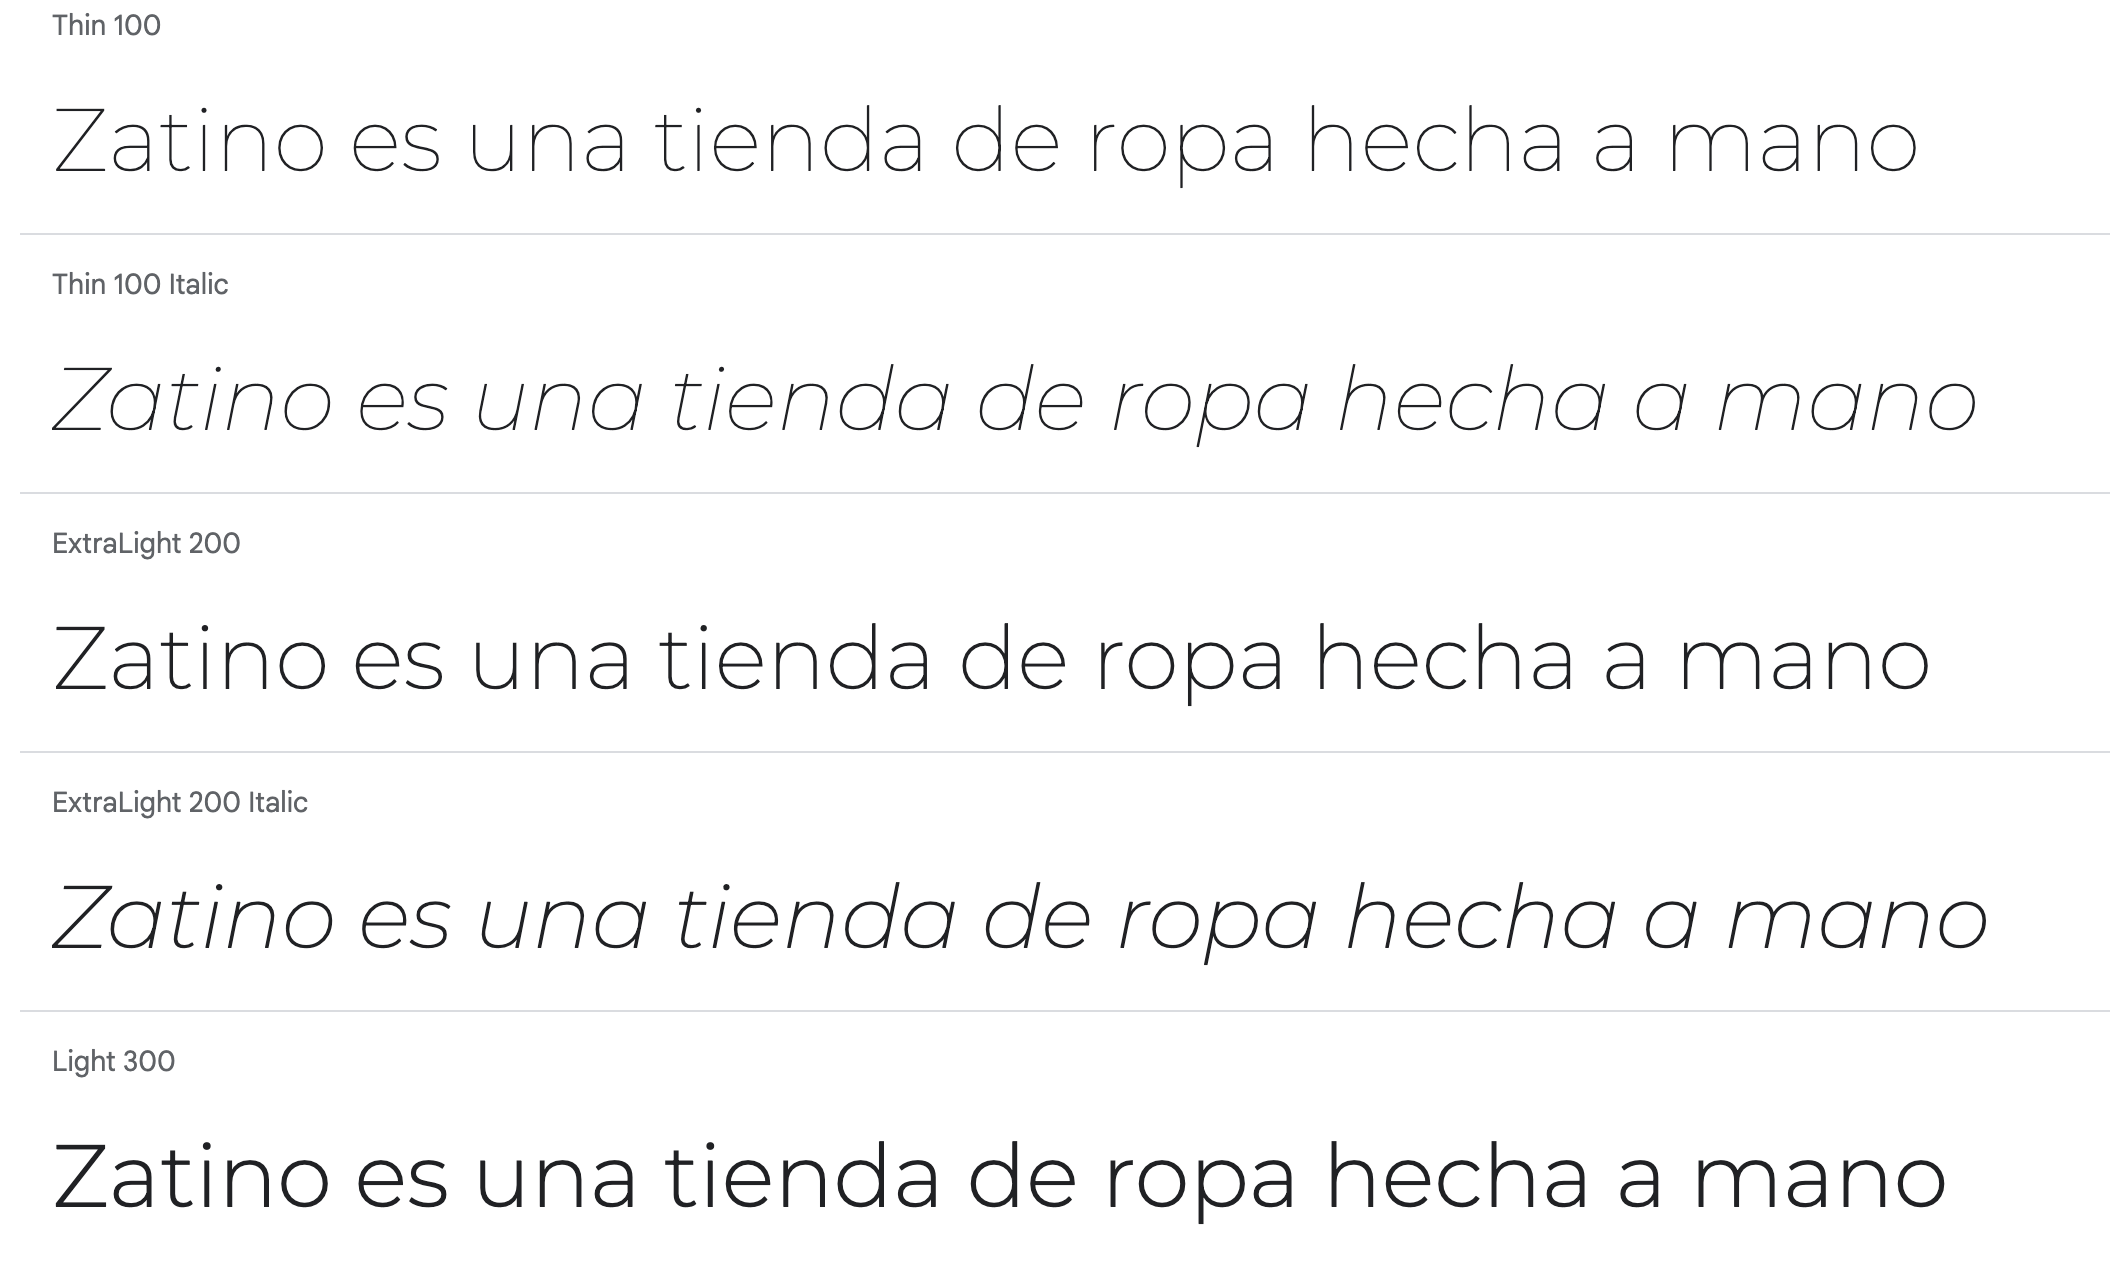 Thin 100
Zatino es una tienda de ropa hecha a mano
Thin 100 Italic
Zatino es una tienda de ropa hecha a mano
ExtraLight 200
Zatino es una tienda de ropa hecha a mano
ExtraLight 200 Italic
Zatino es una tienda de ropa hecha a mano
Light 300
Zatino es una tienda de ropa hecha a mano